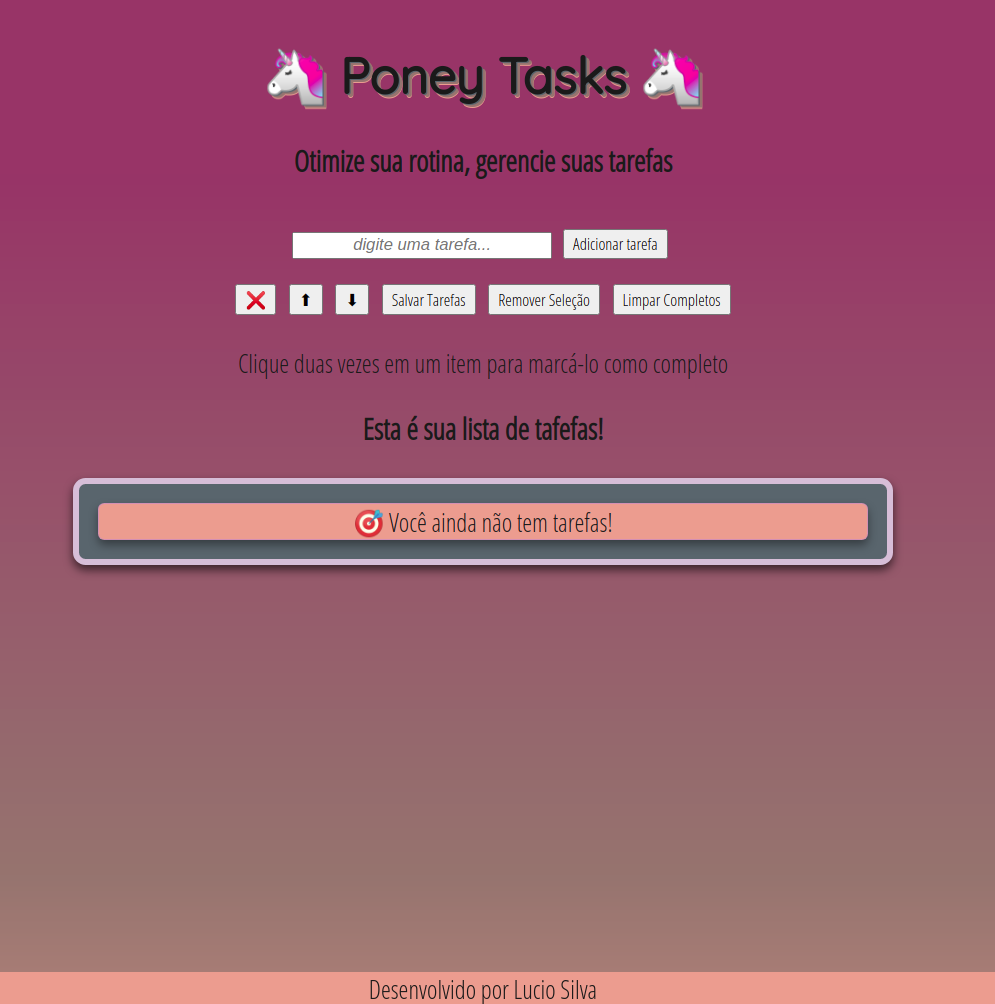 🦄 Poney Tasks 🦄
Otimize sua rotina, gerencie suas tarefas
digite uma tarefa... Adicionar tarefa
❌ ⬆ ⬇ Salvar Tarefas Remover Seleção Limpar Completos
Clique duas vezes em um item para marcá-lo como completo
Esta é sua lista de tafefas!
🎯 Você ainda não tem tarefas!
Desenvolvido por Lucio Silva